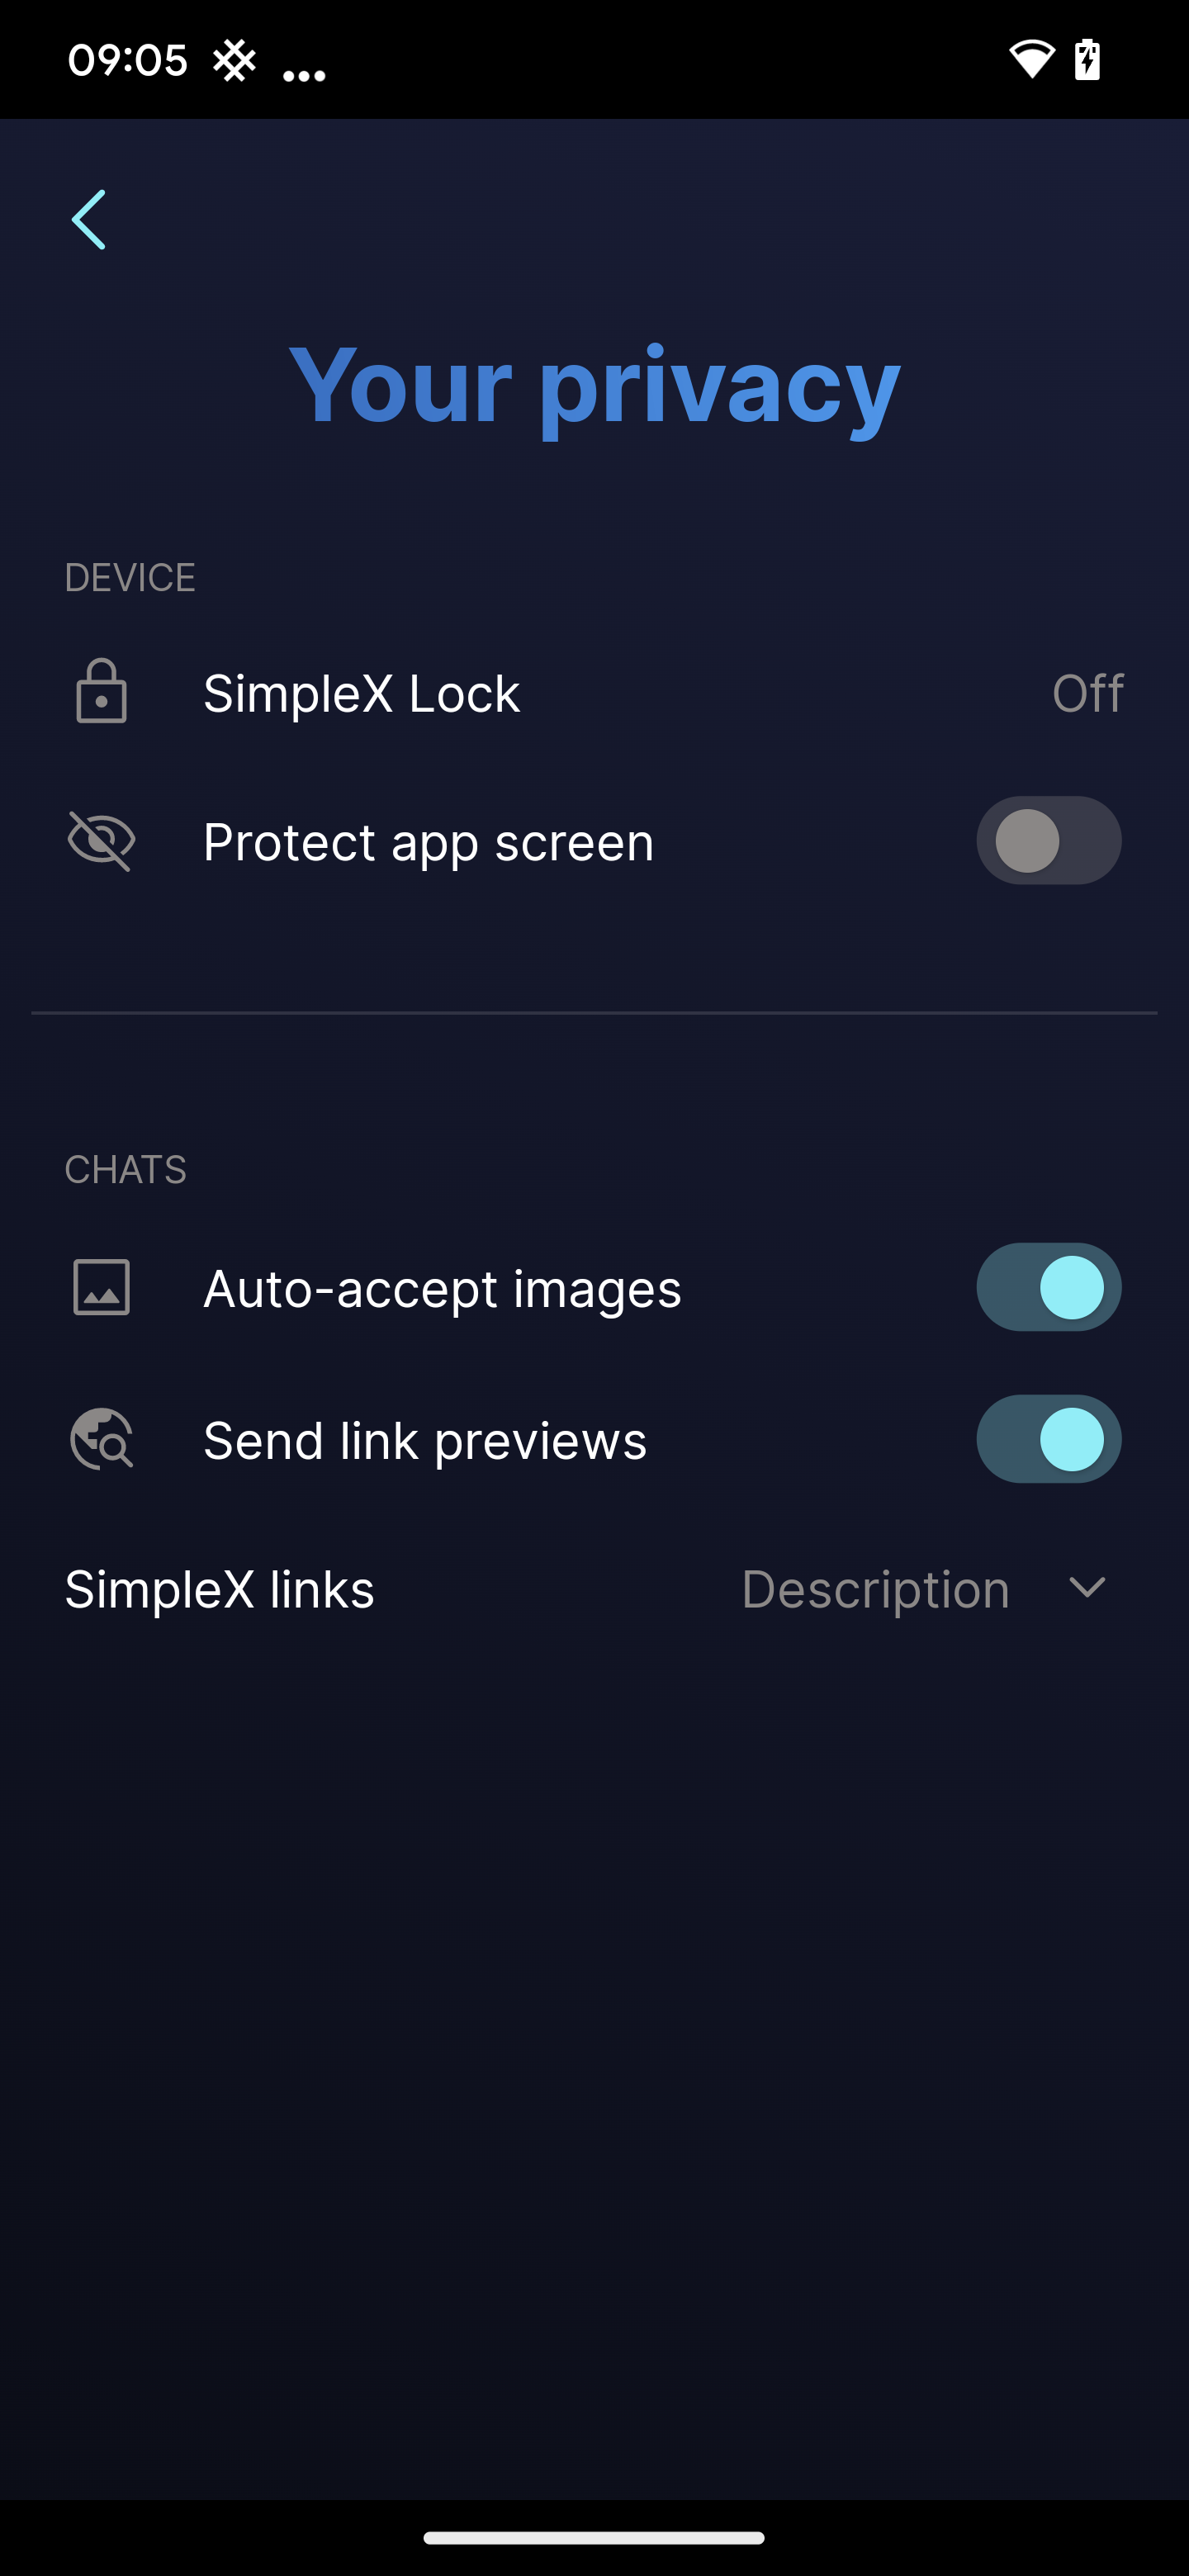 09:05
Your privacy
DEVICE
SimpleX Lock Off
Protect app screen
CHATS
Auto-accept images
Send link previews
SimpleX links Description